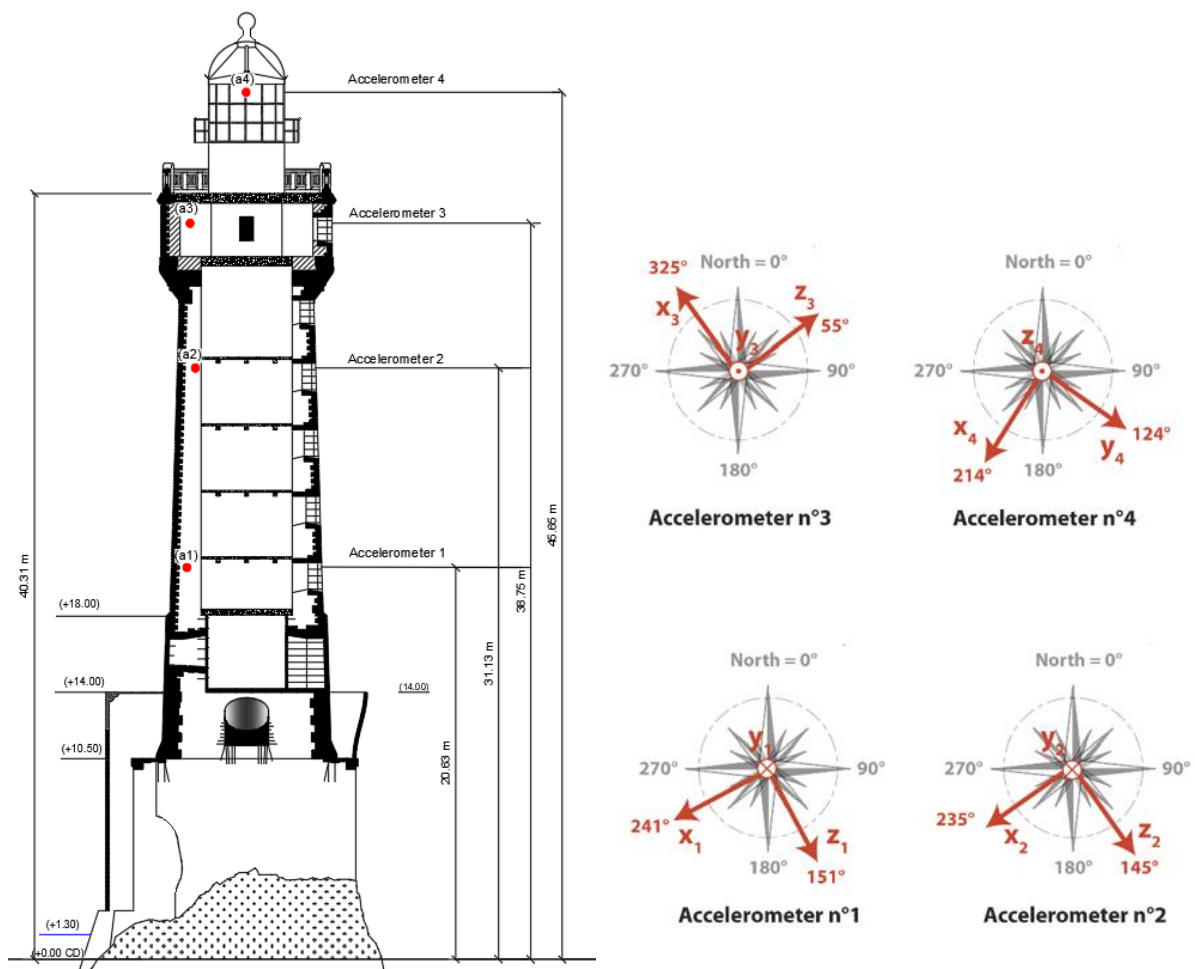 (a4)
Accelerometer 4
(a3)
Accelerometer 3
(a2)
Accelerometer 2
(a1)
Accelerometer 1
40.31 m
45.65 m
38.75 m
31.13 m
20.63 m
(+18.00)
(+14.00)
(14.00)
(+10.50)
(+1.30)
(+0.00 CD)
North = 0°
325°
x3
y3
z3
55°
270°
90°
180°
Accelerometer n°3
North = 0°
z4
270°
90°
x4
214°
y4
124°
180°
Accelerometer n°4
North = 0°
y1
270°
90°
241°
x1
z1
180°
151°
Accelerometer n°1
North = 0°
y2
270°
90°
235°
x2
z2
180°
145°
Accelerometer n°2